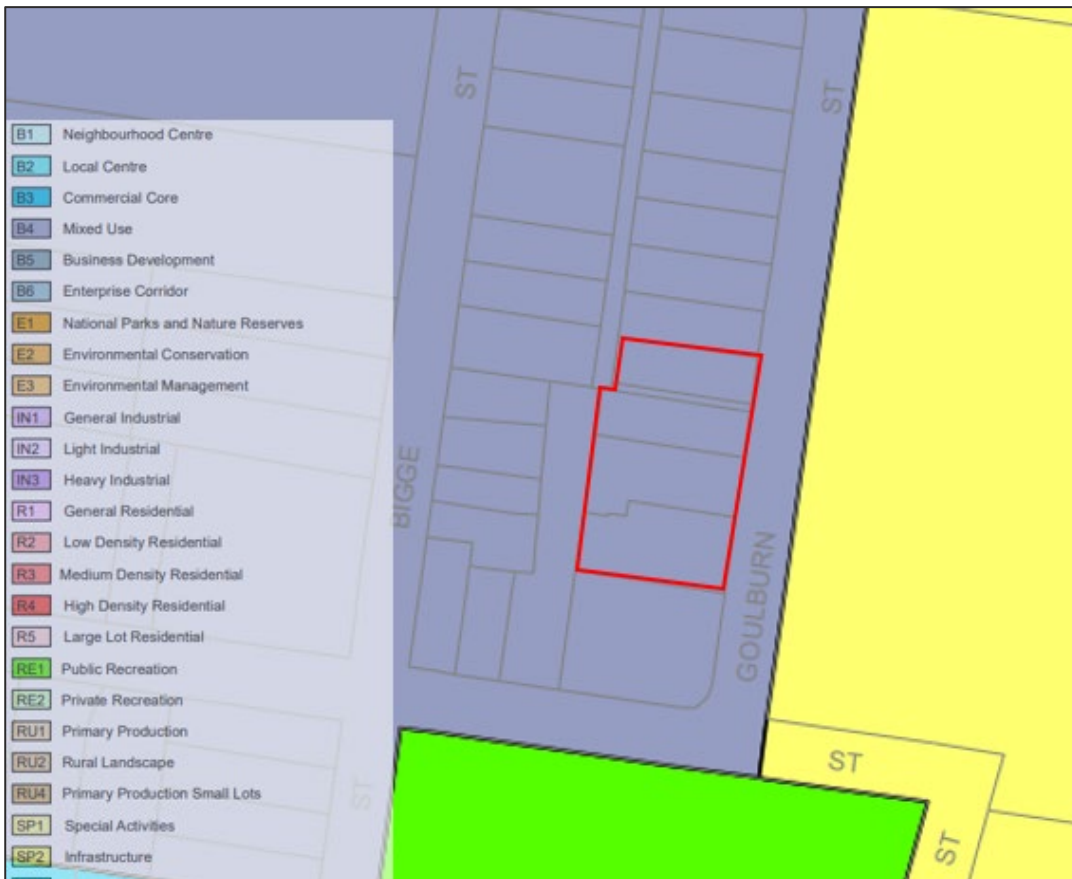 B1 Neighbourhood Centre
B2 Local Centre
B3 Commercial Core
B4 Mixed Use
B5 Business Development
B6 Enterprise Corridor
E1 National Parks and Nature Reserves
E2 Environmental Conservation
E3 Environmental Management
IN1 General Industrial
IN2 Light Industrial
IN3 Heavy Industrial
R1 General Residential
R2 Low Density Residential
R3 Medium Density Residential
R4 High Density Residential
R5 Large Lot Residential
RE1 Public Recreation
RE2 Private Recreation
RU1 Primary Production
RU2 Rural Landscape
RU4 Primary Production Small Lots
SP1 Special Activities
SP2 Infrastructure
ST
BIGGE
ST
GOULBURN
ST
ST
ST